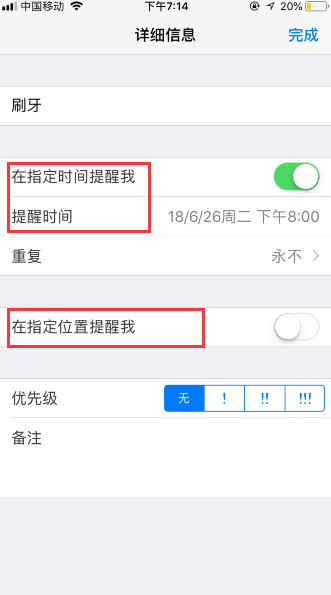 中国移动 下午7:14 20%
详细信息 完成
刷牙
在指定时间提醒我
提醒时间 18/6/26周二 下午8:00
重复 永不
在指定位置提醒我
优先级 无 ! !! !!!
备注